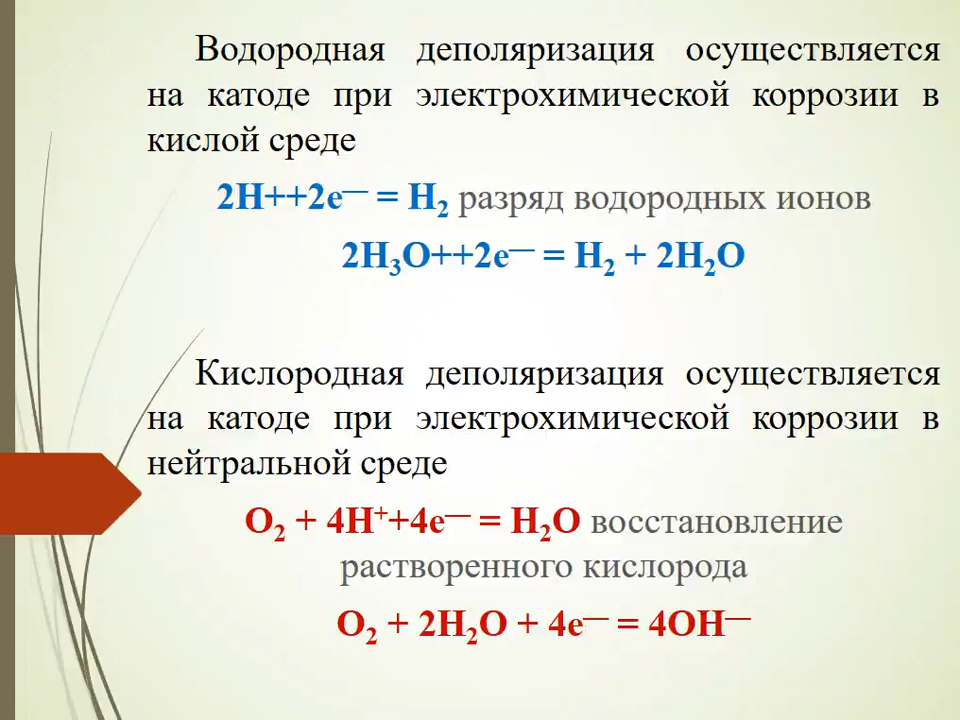 Водородная деполяризация осуществляется
на катоде при электрохимической коррозии в
кислой среде
2H++2e— = H₂ разряд водородных ионов
2H₃O++2e— = H₂ + 2H₂O
Кислородная деполяризация осуществляется
на катоде при электрохимической коррозии в
нейтральной среде
O₂ + 4H⁺+4e— = H₂O восстановление
растворенного кислорода
O₂ + 2H₂O + 4e— = 4OH—